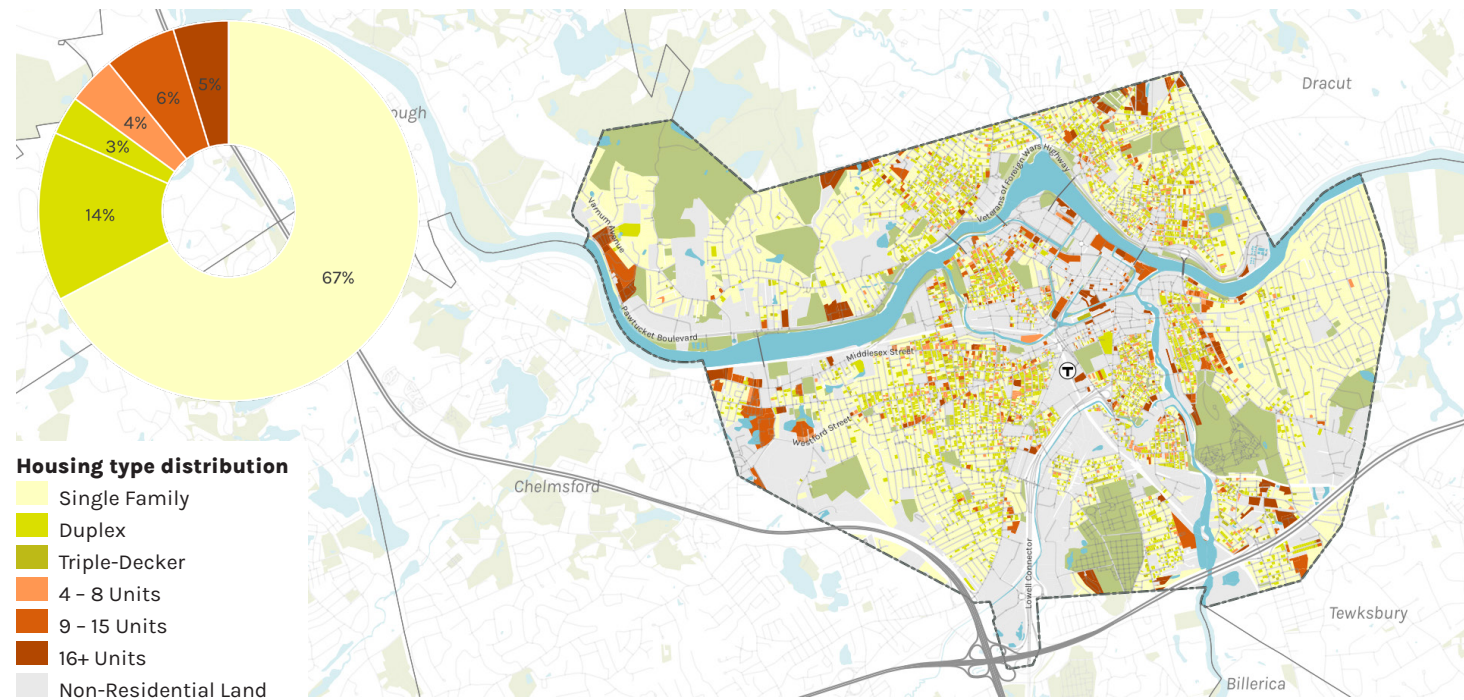 5%
6%
4%
3%
14%
67%
ough
Dracut
Veterans of Foreign Wars Highway
Varnum Avenue
Pawtucket Boulevard
Middlesex Street
T
Westford Street
Chelmsford
Lowell Connector
Tewksbury
Billerica
Housing type distribution
Single Family
Duplex
Triple-Decker
4 – 8 Units
9 – 15 Units
16+ Units
Non-Residential Land